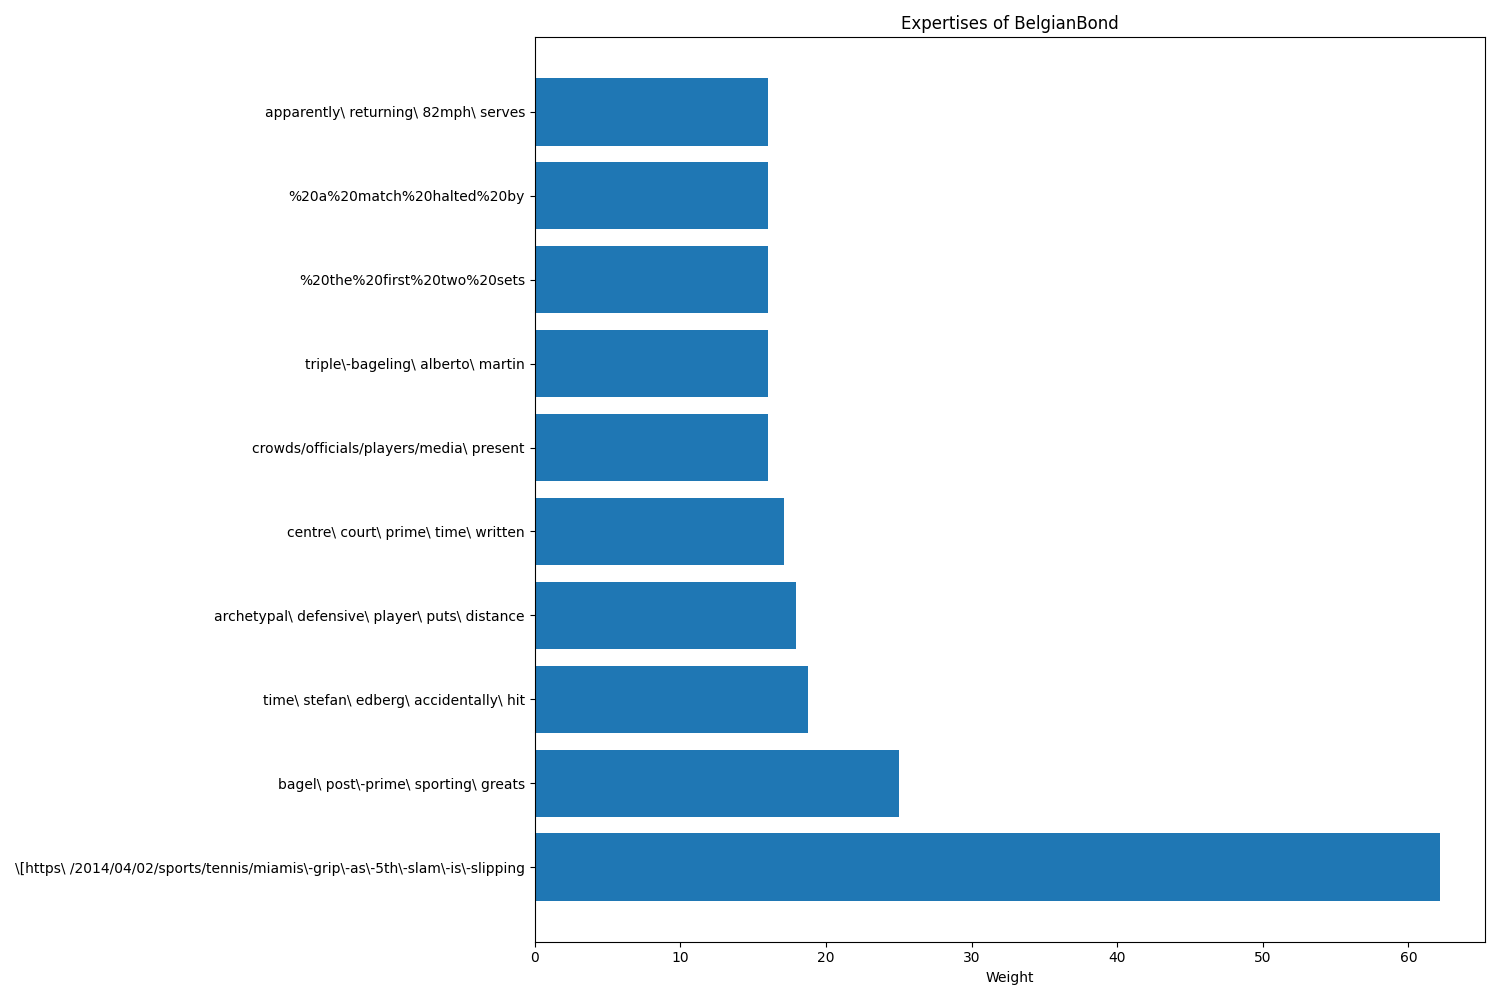 Expertises of BelgianBond
apparently\ returning\ 82mph\ serves
%20a%20match%20halted%20by
%20the%20first%20two%20sets
triple\-bageling\ alberto\ martin
crowds/officials/players/media\ present
centre\ court\ prime\ time\ written
archetypal\ defensive\ player\ puts\ distance
time\ stefan\ edberg\ accidentally\ hit
bagel\ post\-prime\ sporting\ greats
\[https\ /2014/04/02/sports/tennis/miamis\-grip\-as\-5th\-slam\-is\-slipping
0 10 20 30 40 50 60
Weight